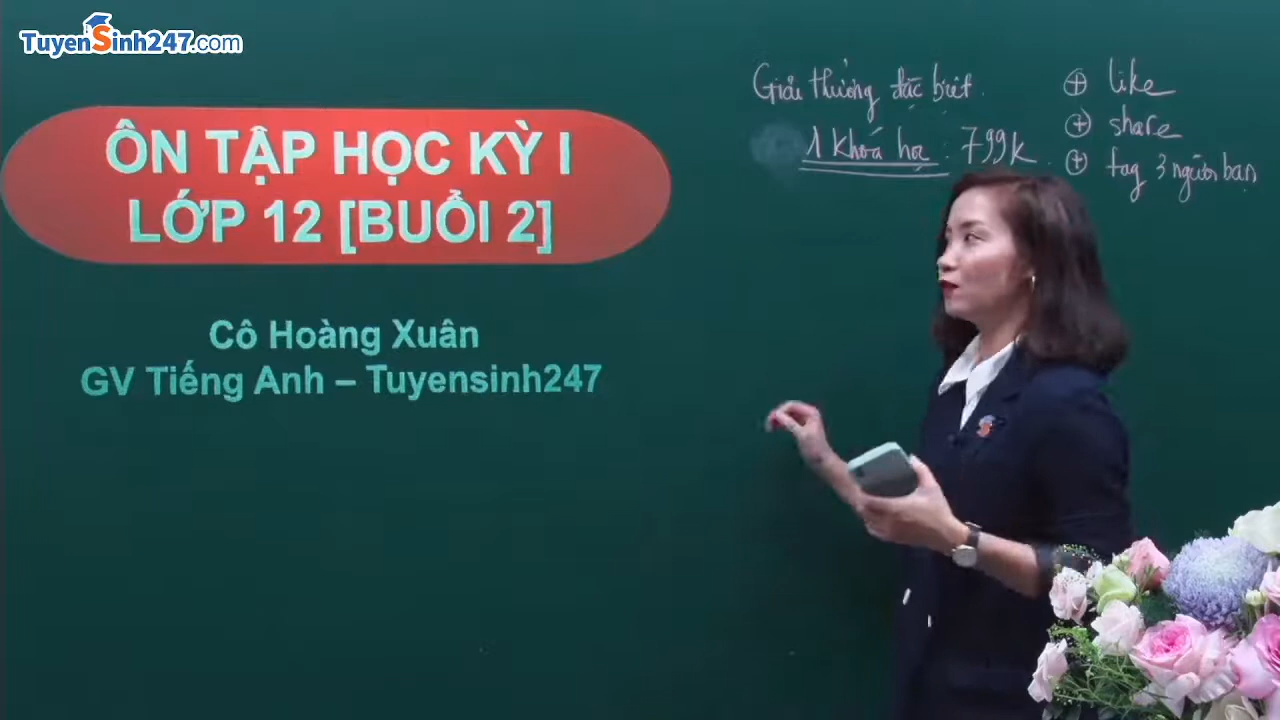 TuyenSinh247.com
ÔN TẬP HỌC KỲ I
LỚP 12 [BUỔI 2]
Cô Hoàng Xuân
GV Tiếng Anh – Tuyensinh247
Giải thưởng đặc biệt.
1 khoá học : 799k.
+ like
+ share
+ tag 3 người bạn